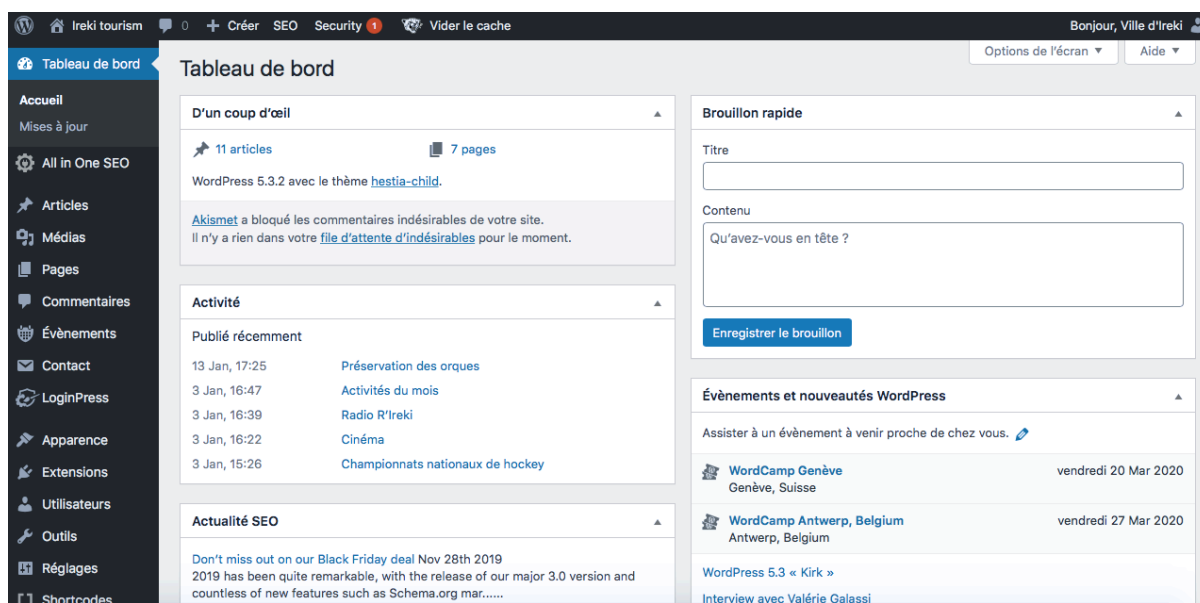 Ireki tourism 0 Créer SEO Security 1 Vider le cache Bonjour, Ville d'Ireki
Options de l'écran Aide
Tableau de bord
Accueil
Mises à jour
All in One SEO
Articles
Médias
Pages
Commentaires
Évènements
Contact
LoginPress
Apparence
Extensions
Utilisateurs
Outils
Réglages
Shortcodes
Tableau de bord
D'un coup d'œil
11 articles 7 pages
WordPress 5.3.2 avec le thème hestia-child.
Akismet a bloqué les commentaires indésirables de votre site.
Il n'y a rien dans votre file d'attente d'indésirables pour le moment.
Activité
Publié récemment
13 Jan, 17:25 Préservation des orques
3 Jan, 16:47 Activités du mois
3 Jan, 16:39 Radio R'Ireki
3 Jan, 16:22 Cinéma
3 Jan, 15:26 Championnats nationaux de hockey
Actualité SEO
Don't miss out on our Black Friday deal Nov 28th 2019
2019 has been quite remarkable, with the release of our major 3.0 version and
countless of new features such as Schema.org mar......
Brouillon rapide
Titre
Contenu
Qu'avez-vous en tête ?
Enregistrer le brouillon
Évènements et nouveautés WordPress
Assister à un évènement à venir proche de chez vous.
WordCamp Genève vendredi 20 Mar 2020
Genève, Suisse
WordCamp Antwerp, Belgium vendredi 27 Mar 2020
Antwerp, Belgium
WordPress 5.3 « Kirk »
Interview avec Valérie Galassi